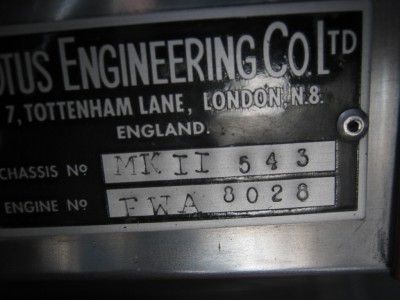 OTUS ENGINEERING CO. LTD
7, TOTTENHAM LANE, LONDON, N.8.
ENGLAND.
CHASSIS NO MK II 543
ENGINE NO FWA 8028